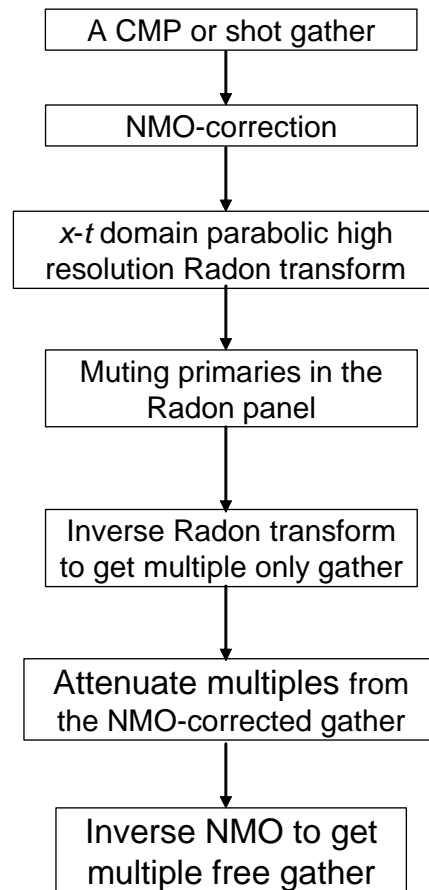 A CMP or shot gather
NMO-correction
x-t domain parabolic high
resolution Radon transform
Muting primaries in the
Radon panel
Inverse Radon transform
to get multiple only gather
Attenuate multiples from
the NMO-corrected gather
Inverse NMO to get
multiple free gather